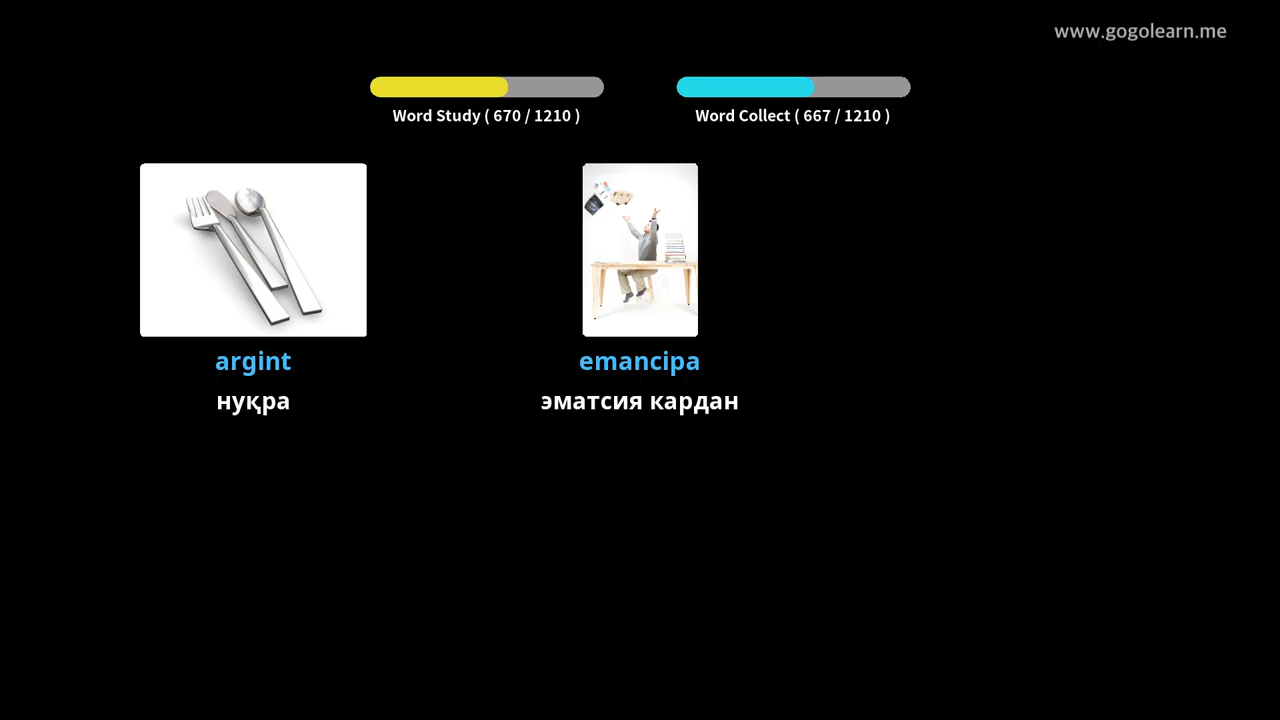 www.gogolearn.me
Word Study ( 670 / 1210 )
Word Collect ( 667 / 1210 )
argint
emancipa
нуқра
эматсия кардан